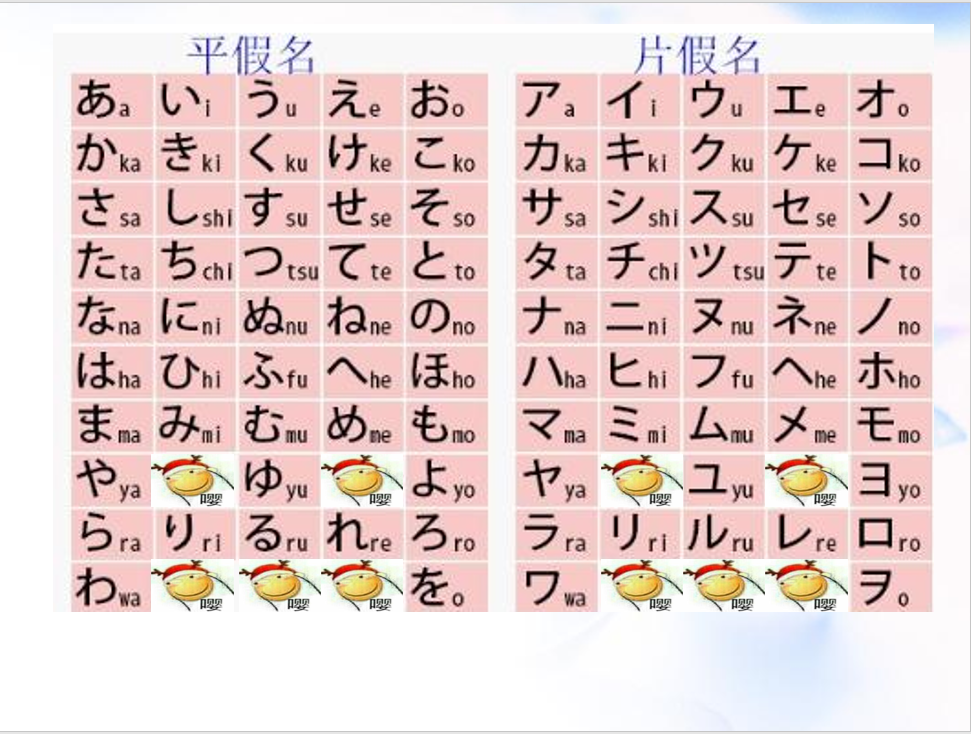 平假名 片假名
あa いi うu えe おo アa イi ウu エe オo
かka きki くku けke こko カka キki クku ケke コko
さsa しshi すsu せse そso サsa シshi スsu セse ソso
たta ちchi つtsu てte とto タta チchi ツtsu テte トto
なna にni ぬnu ねne のno ナna ニni ヌnu ネne ノno
はha ひhi ふfu へhe ほho ハha ヒhi フfu ヘhe ホho
まma みmi むmu めme もmo マma ミmi ムmu メme モmo
やya 嘤 ゆyu 嘤 よyo ヤya 嘤 ユyu 嘤 ヨyo
らra りri るru れre ろro ラra リri ルru レre ロro
わwa 嘤 嘤 嘤 をo ワwa 嘤 嘤 嘤 ヲo